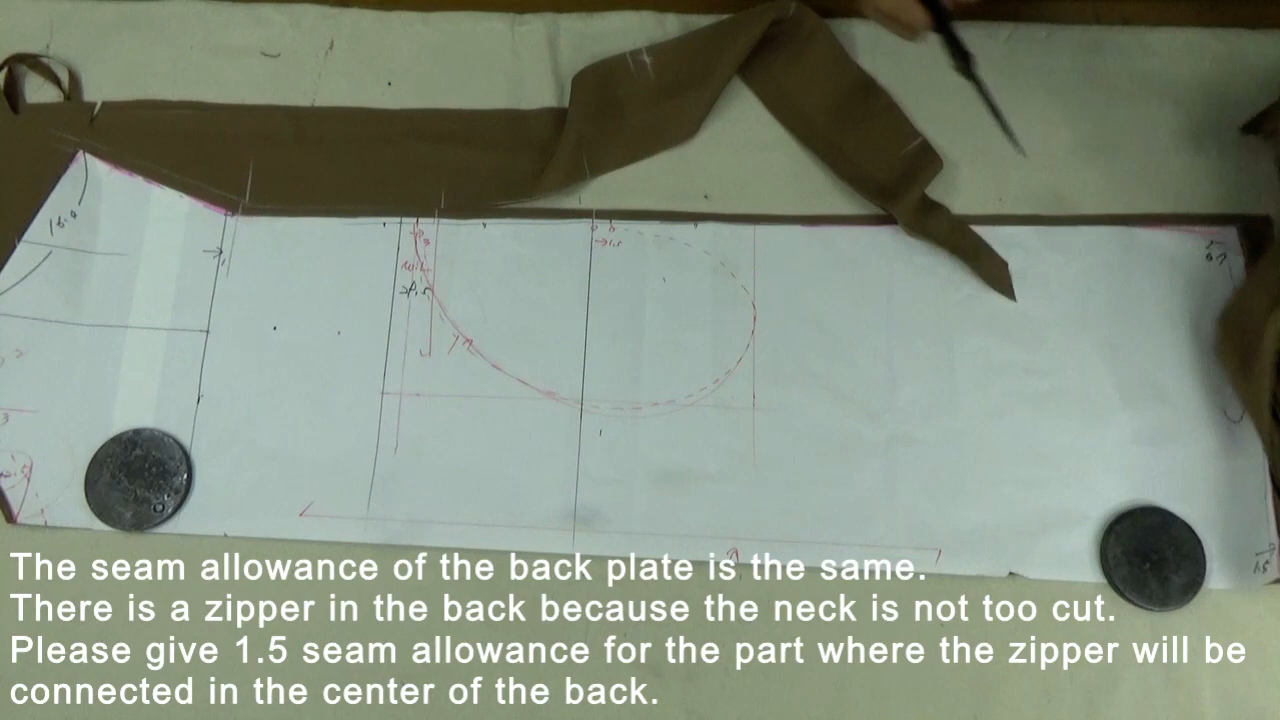 The seam allowance of the back plate is the same.
There is a zipper in the back because the neck is not too cut.
Please give 1.5 seam allowance for the part where the zipper will be
connected in the center of the back.